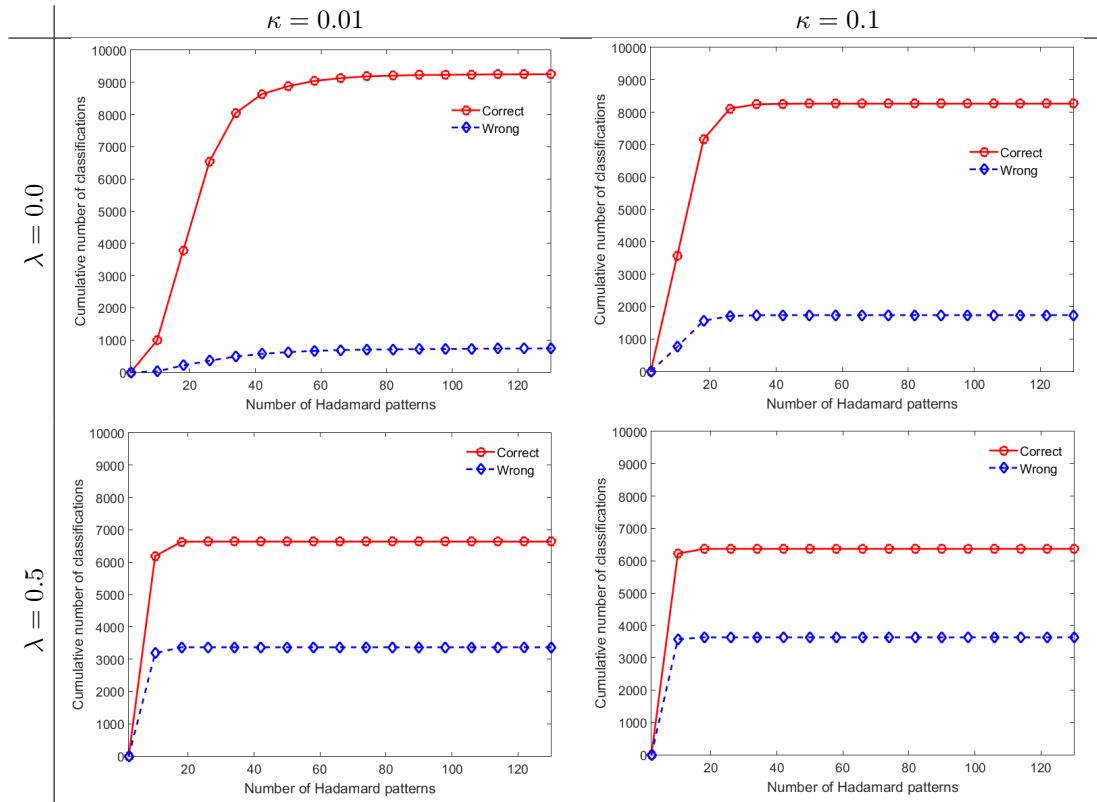 κ = 0.01
κ = 0.1
λ = 0.0
10000
9000
8000
7000
6000
5000
4000
3000
2000
1000
0
Cumulative number of classifications
Correct
Wrong
20 40 60 80 100 120
Number of Hadamard patterns
10000
9000
8000
7000
6000
5000
4000
3000
2000
1000
0
Cumulative number of classifications
Correct
Wrong
20 40 60 80 100 120
Number of Hadamard patterns
λ = 0.5
10000
9000
8000
7000
6000
5000
4000
3000
2000
1000
0
Cumulative number of classifications
Correct
Wrong
20 40 60 80 100 120
Number of Hadamard patterns
10000
9000
8000
7000
6000
5000
4000
3000
2000
1000
0
Cumulative number of classifications
Correct
Wrong
20 40 60 80 100 120
Number of Hadamard patterns